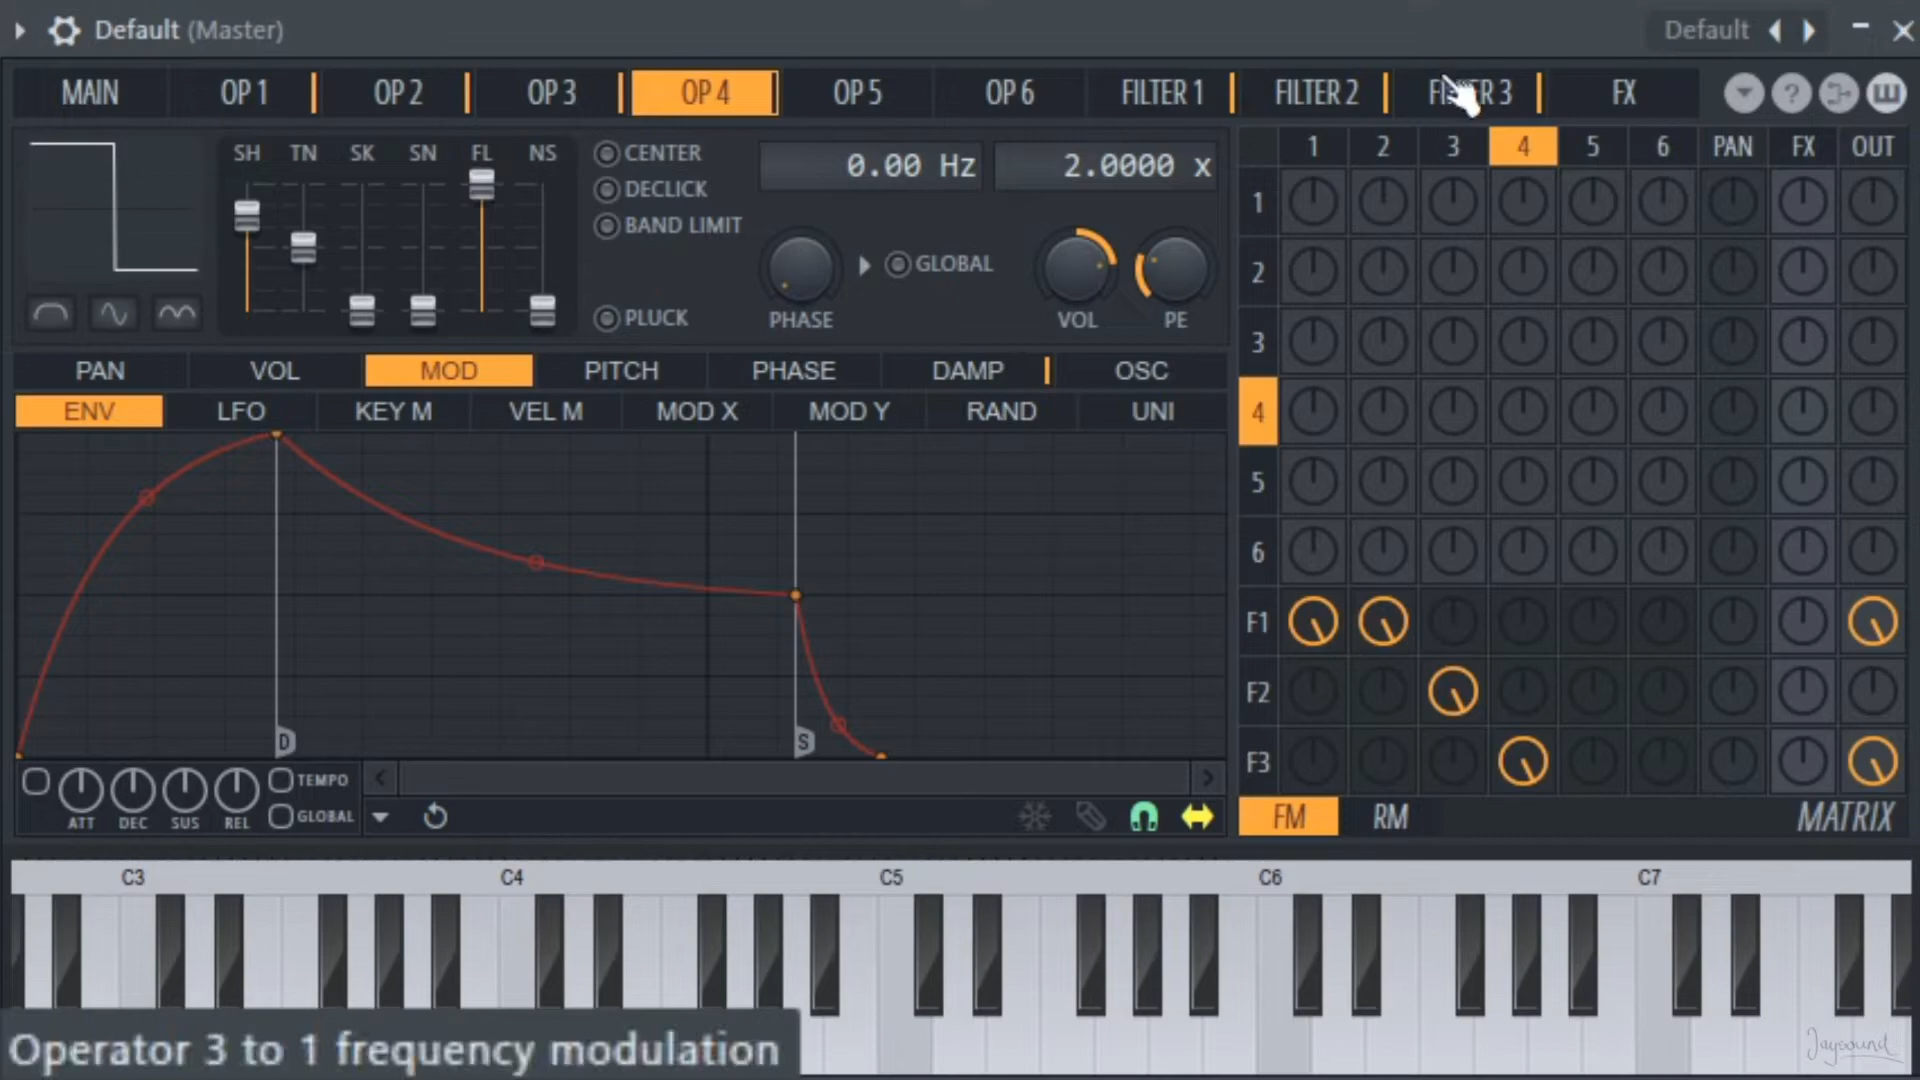 Default (Master)
Default
MAIN OP 1 OP 2 OP 3 OP 4 OP 5 OP 6 FILTER 1 FILTER 2 FILTER 3 FX
?
SH TN SK SN FL NS
CENTER
DECLICK
BAND LIMIT
PLUCK
0.00 Hz 2.0000 x
GLOBAL
PHASE VOL PE
PAN VOL MOD PITCH PHASE DAMP OSC
ENV LFO KEY M VEL M MOD X MOD Y RAND UNI
D S
ATT DEC SUS REL
TEMPO
GLOBAL
1 2 3 4 5 6 PAN FX OUT
1
2
3
4
5
6
F1
F2
F3
FM RM MATRIX
C3 C4 C5 C6 C7
Operator 3 to 1 frequency modulation
Jaysound